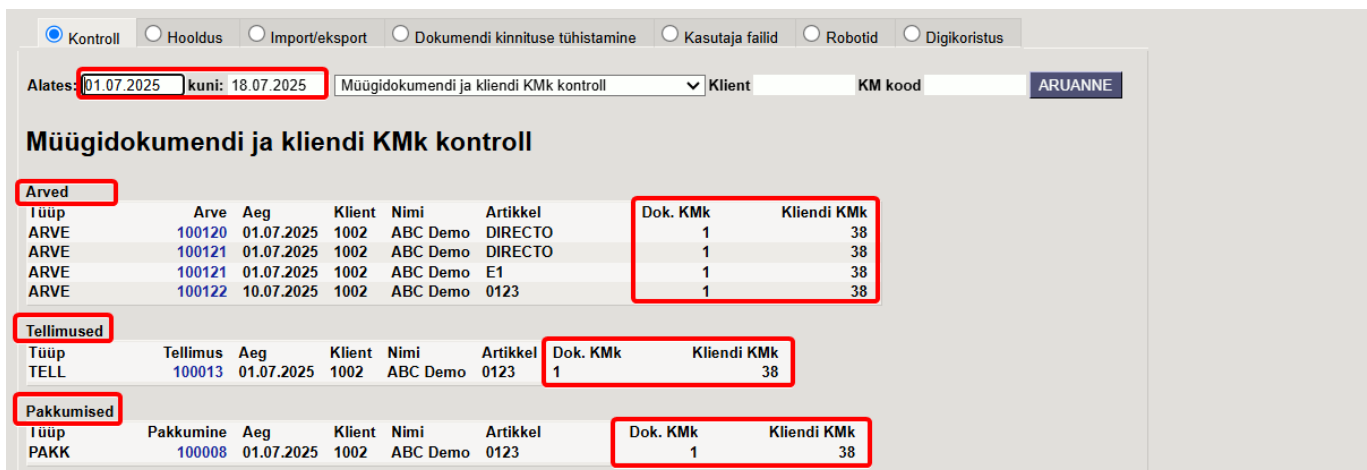 Kontroll Hooldus Import/eksport Dokumendi kinnituse tühistamine Kasutaja failid Robotid Digikoristus
Alates: 01.07.2025 kuni: 18.07.2025 Müügidokumendi ja kliendi KMk kontroll Klient KM kood ARUANNE
Müügidokumendi ja kliendi KMk kontroll
Arved
Tüüp Arve Aeg Klient Nimi Artikkel Dok. KMk Kliendi KMk
ARVE 100120 01.07.2025 1002 ABC Demo DIRECTO 1 38
ARVE 100121 01.07.2025 1002 ABC Demo DIRECTO 1 38
ARVE 100121 01.07.2025 1002 ABC Demo E1 1 38
ARVE 100122 10.07.2025 1002 ABC Demo 0123 1 38
Tellimused
Tüüp Tellimus Aeg Klient Nimi Artikkel Dok. KMk Kliendi KMk
TELL 100013 01.07.2025 1002 ABC Demo 0123 1 38
Pakkumised
Tüüp Pakkumine Aeg Klient Nimi Artikkel Dok. KMk Kliendi KMk
PAKK 100008 01.07.2025 1002 ABC Demo 0123 1 38